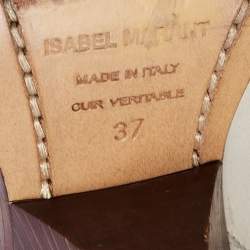 ISABEL MARANT
MADE IN ITALY
CUIR VERITABLE
37